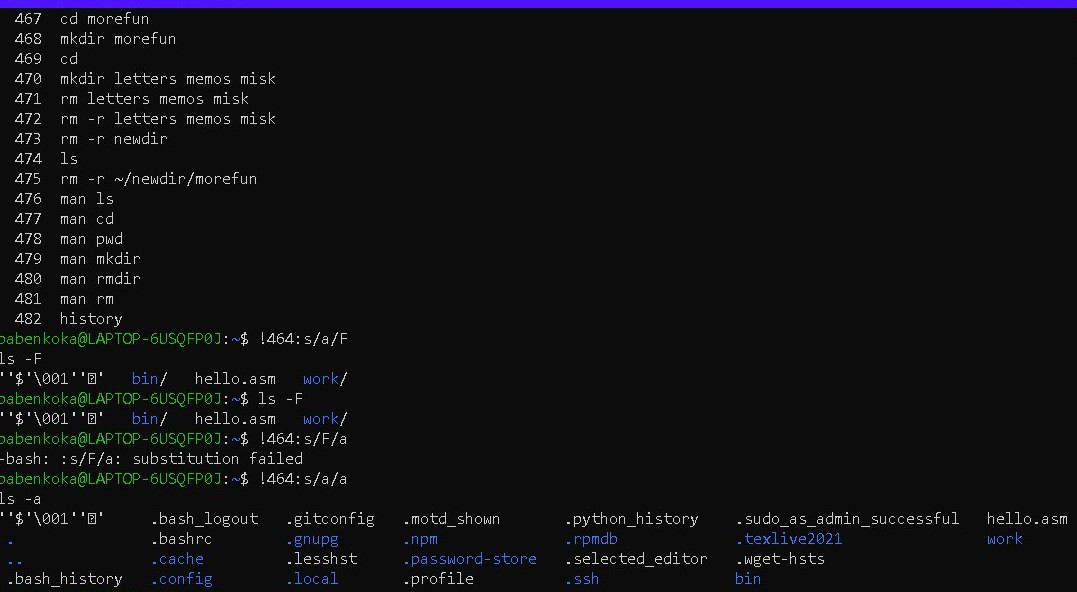 467 cd morefun
468 mkdir morefun
469 cd
470 mkdir letters memos misk
471 rm letters memos misk
472 rm -r letters memos misk
473 rm -r newdir
474 ls
475 rm -r ~/newdir/morefun
476 man ls
477 man cd
478 man pwd
479 man mkdir
480 man rmdir
481 man rm
482 history
babenkoka@LAPTOP-6USQFP0J:~$ !464:s/a/F
ls -F
''$'\001''⍰' bin/ hello.asm work/
babenkoka@LAPTOP-6USQFP0J:~$ ls -F
''$'\001''⍰' bin/ hello.asm work/
babenkoka@LAPTOP-6USQFP0J:~$ !464:s/F/a
-bash: :s/F/a: substitution failed
babenkoka@LAPTOP-6USQFP0J:~$ !464:s/a/a
ls -a
''$'\001''⍰' .bash_logout .gitconfig .motd_shown .python_history .sudo_as_admin_successful hello.asm
. .bashrc .gnupg .npm .rpmdb .texlive2021 work
.. .cache .lesshst .password-store .selected_editor .wget-hsts
.bash_history .config .local .profile .ssh bin